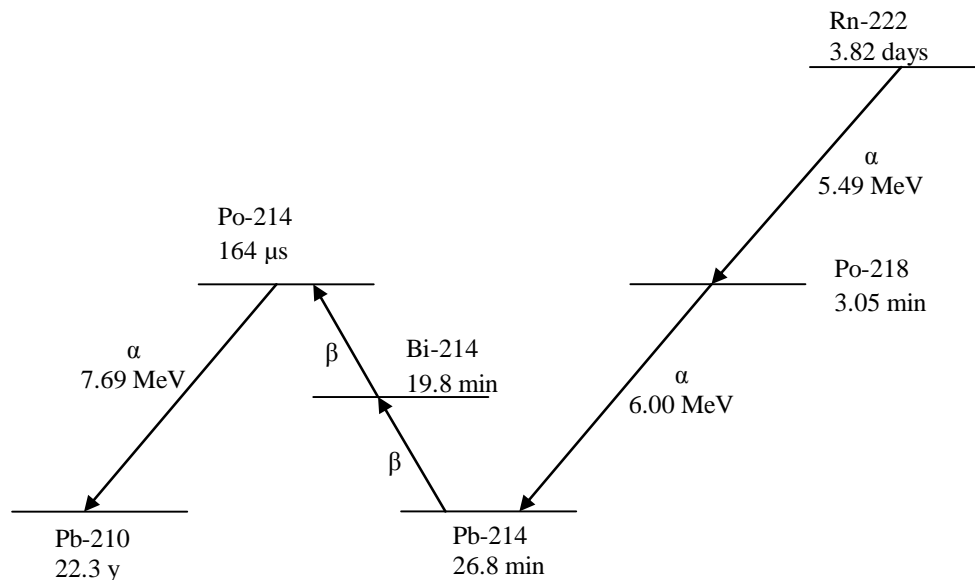 Rn-222
3.82 days
α
5.49 MeV
Po-214
164 µs
Po-218
3.05 min
α
7.69 MeV
β
Bi-214
19.8 min
α
6.00 MeV
β
Pb-210
22.3 y
Pb-214
26.8 min